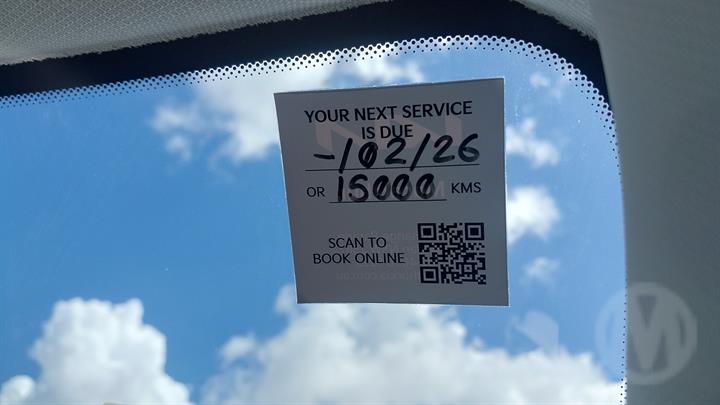 YOUR NEXT SERVICE
IS DUE
-/02/26
OR 15000 KMS
SCAN TO
BOOK ONLINE
M